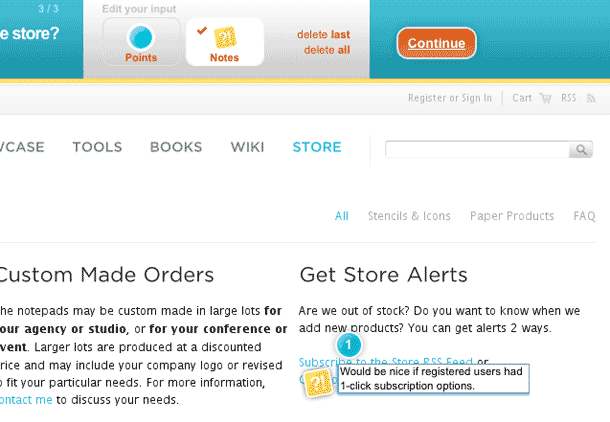 3 / 3
Edit your input
e store?
Points
Notes
delete last
delete all
Continue
Register or Sign In
Cart
RSS
CASE
TOOLS
BOOKS
WIKI
STORE
All
Stencils & Icons
Paper Products
FAQ
Custom Made Orders
he notepads may be custom made in large lots for
our agency or studio, or for your conference or
vent. Larger lots are produced at a discounted
rice and may include your company logo or revised
o fit your particular needs. For more information,
ontact me to discuss your needs.
Get Store Alerts
Are we out of stock? Do you want to know when we
add new products? You can get alerts 2 ways.
1
Subscribe to the Store RSS Feed or
Would be nice if registered users had
1-click subscription options.